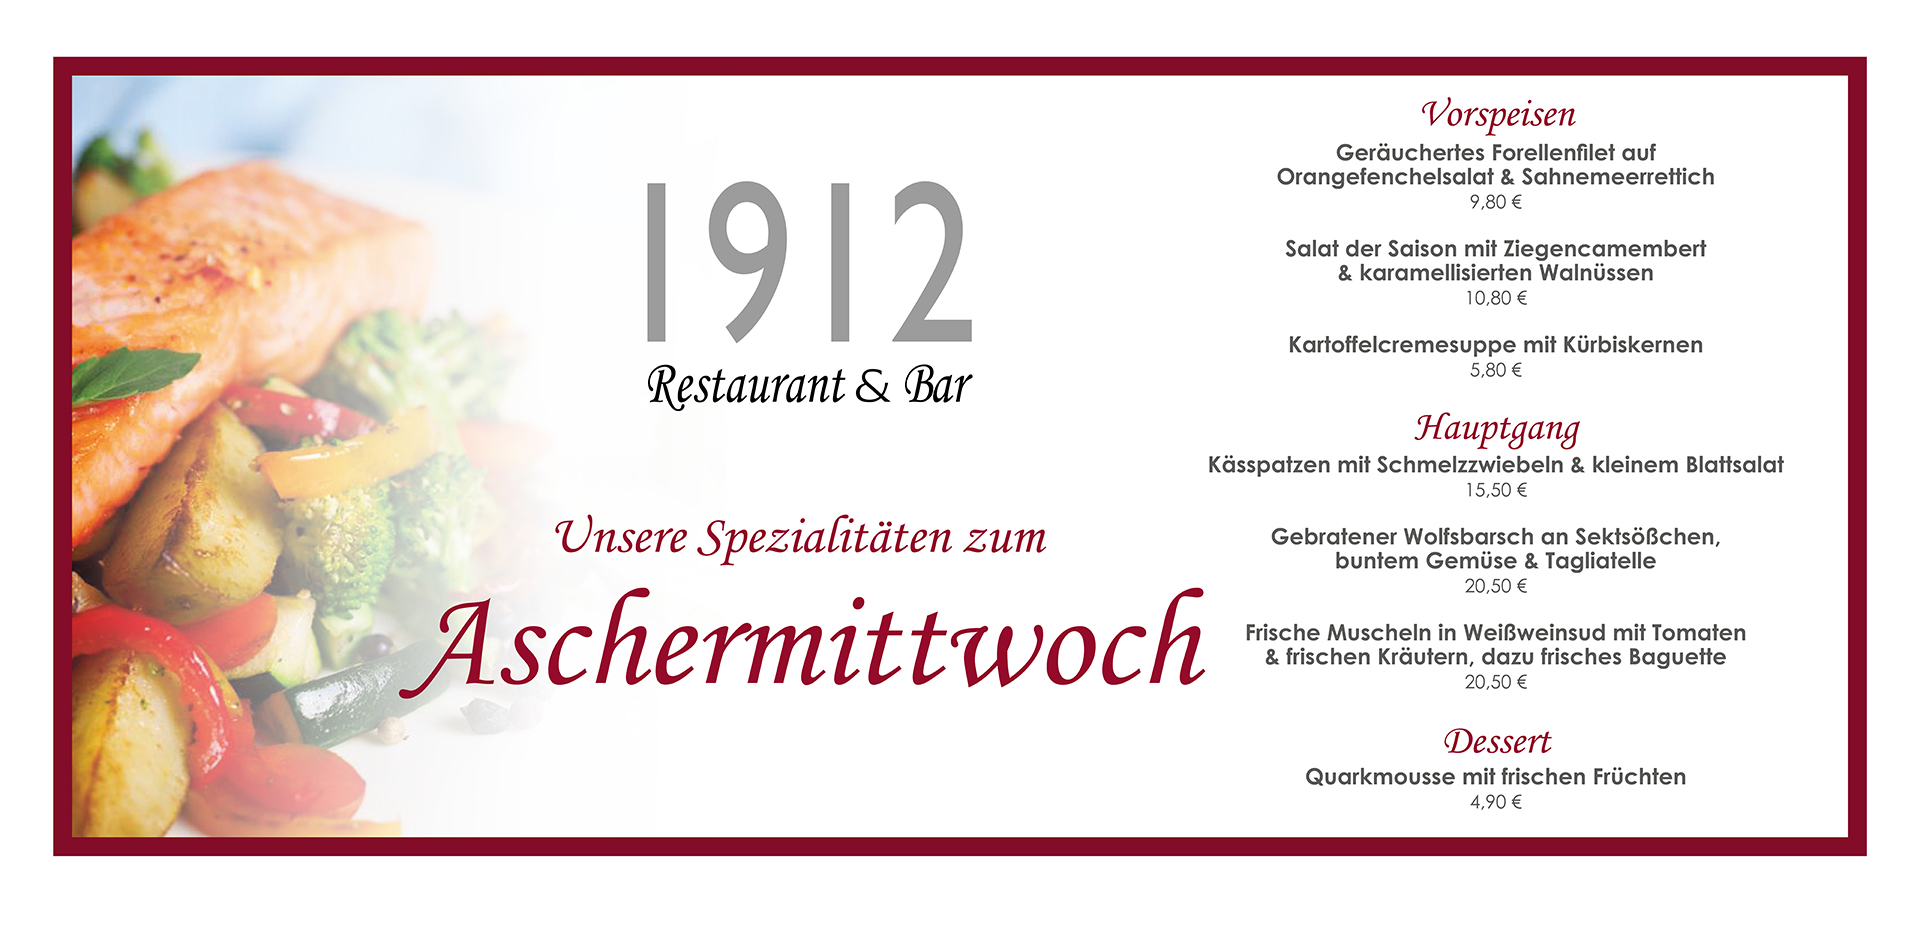 1912
Restaurant & Bar
Unsere Spezialitäten zum
Aschermittwoch
Vorspeisen
Geräuchertes Forellenfilet auf
Orangefenchelsalat & Sahnemeerrettich
9,80 €
Salat der Saison mit Ziegencamembert
& karamellisierten Walnüssen
10,80 €
Kartoffelcremesuppe mit Kürbiskernen
5,80 €
Hauptgang
Kässpatzen mit Schmelzzwiebeln & kleinem Blattsalat
15,50 €
Gebratener Wolfsbarsch an Sektsößchen,
buntem Gemüse & Tagliatelle
20,50 €
Frische Muscheln in Weißweinsud mit Tomaten
& frischen Kräutern, dazu frisches Baguette
20,50 €
Dessert
Quarkmousse mit frischen Früchten
4,90 €